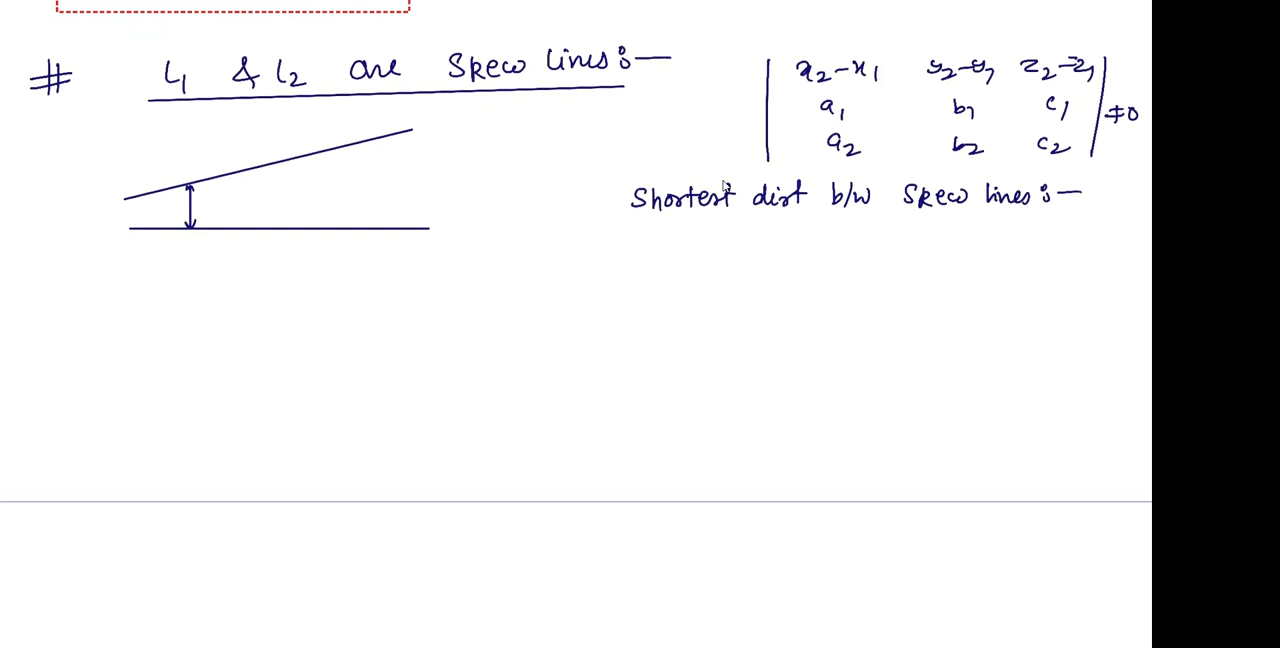 # L₁ & L₂ are Skew lines :—
| x₂-x₁ y₂-y₁ z₂-z₁ |
| a₁ b₁ c₁ | ≠0
| a₂ b₂ c₂ |
Shortest dist b/w Skew lines :—